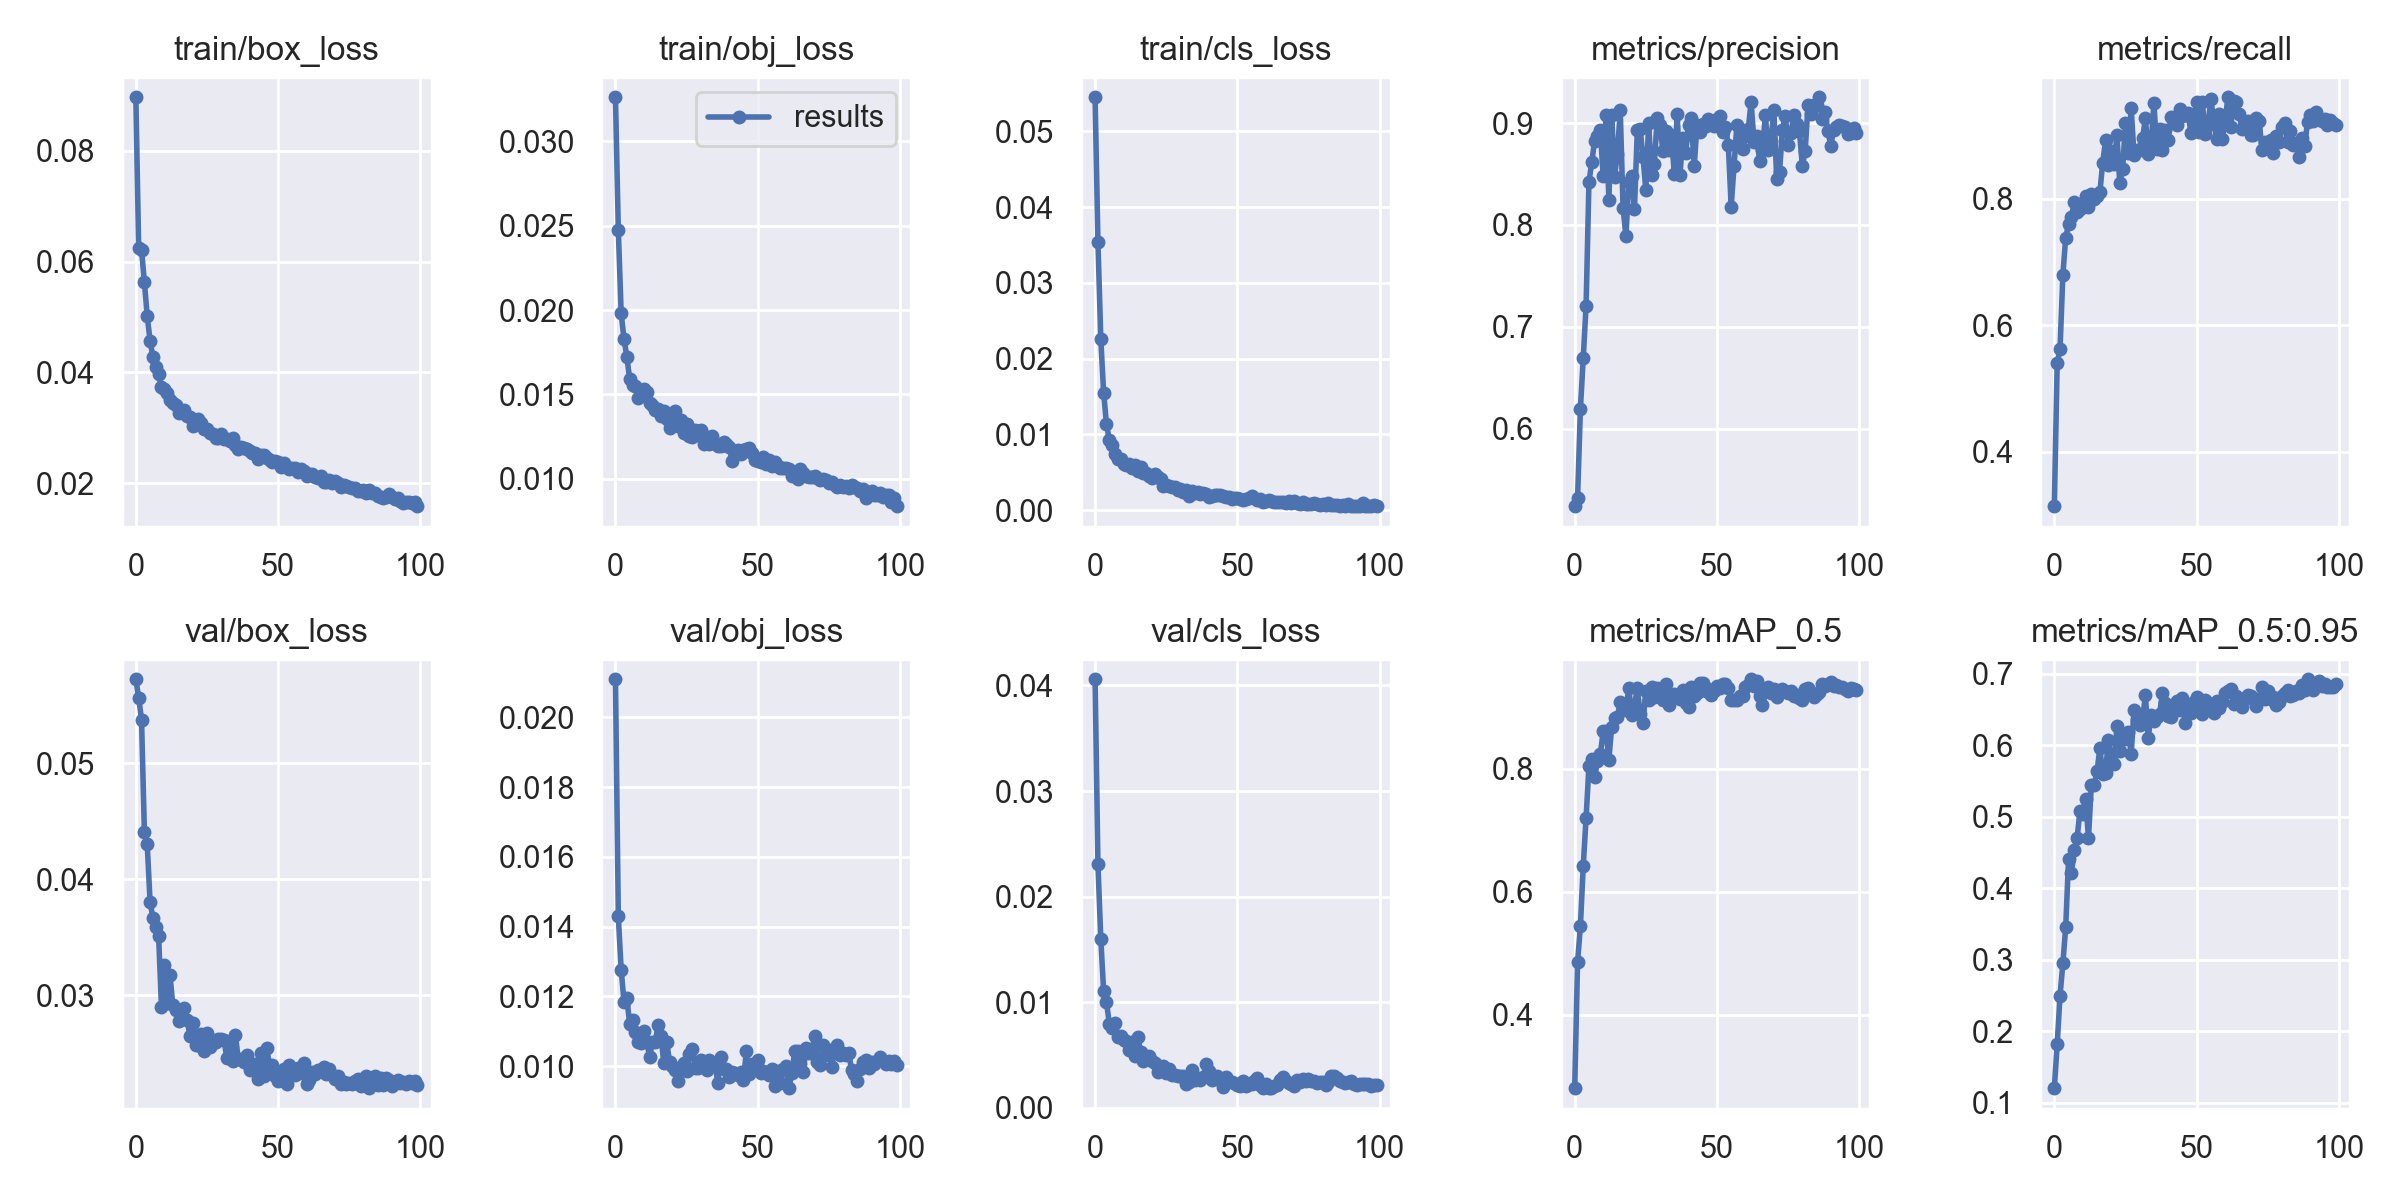 train/box_loss
0.08
0.06
0.04
0.02
0 50 100
train/obj_loss
results
0.030
0.025
0.020
0.015
0.010
0 50 100
train/cls_loss
0.05
0.04
0.03
0.02
0.01
0.00
0 50 100
metrics/precision
0.9
0.8
0.7
0.6
0 50 100
metrics/recall
0.8
0.6
0.4
0 50 100
val/box_loss
0.05
0.04
0.03
0 50 100
val/obj_loss
0.020
0.018
0.016
0.014
0.012
0.010
0 50 100
val/cls_loss
0.04
0.03
0.02
0.01
0.00
0 50 100
metrics/mAP_0.5
0.8
0.6
0.4
0 50 100
metrics/mAP_0.5:0.95
0.7
0.6
0.5
0.4
0.3
0.2
0.1
0 50 100